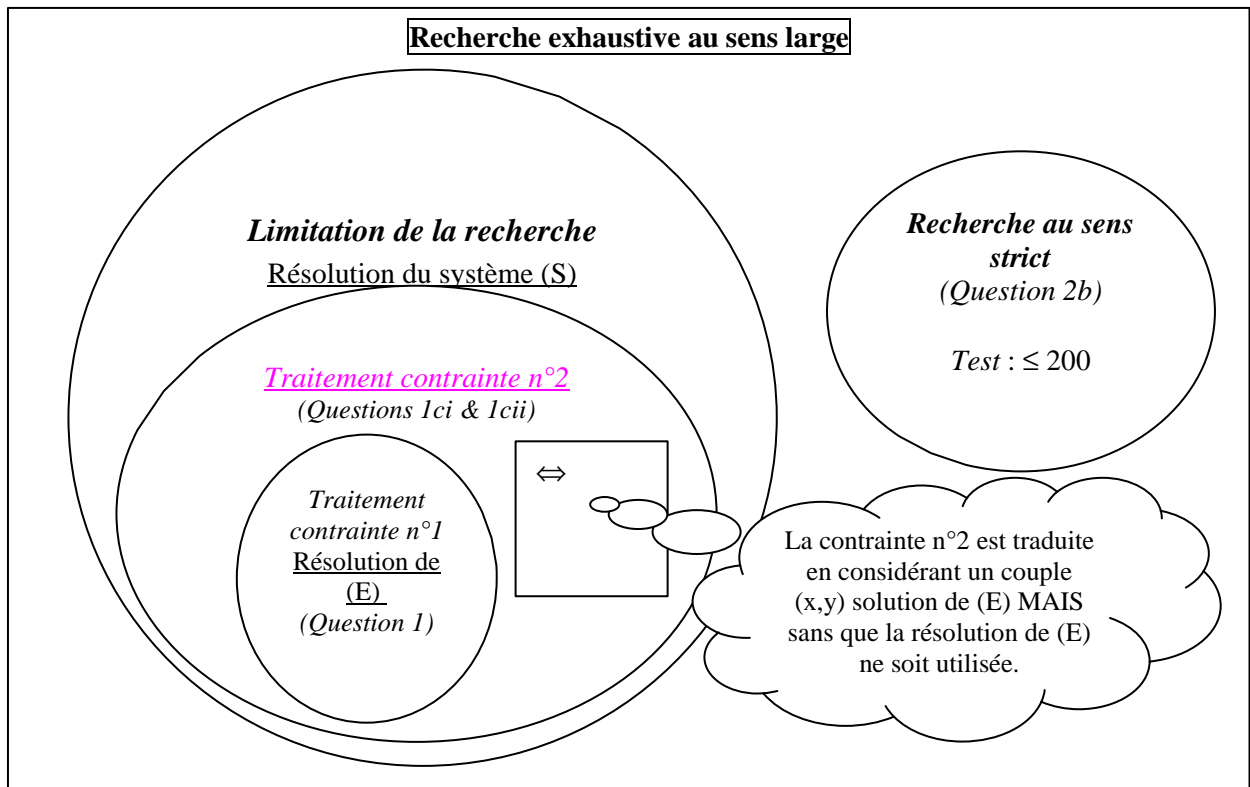 Recherche exhaustive au sens large
Limitation de la recherche
Résolution du système (S)
Traitement contrainte n°2
(Questions 1ci & 1cii)
Traitement
contrainte n°1
Résolution de
(E)
(Question 1)
⇔
Recherche au sens
strict
(Question 2b)
Test : ≤ 200
La contrainte n°2 est traduite
en considérant un couple
(x,y) solution de (E) MAIS
sans que la résolution de (E)
ne soit utilisée.